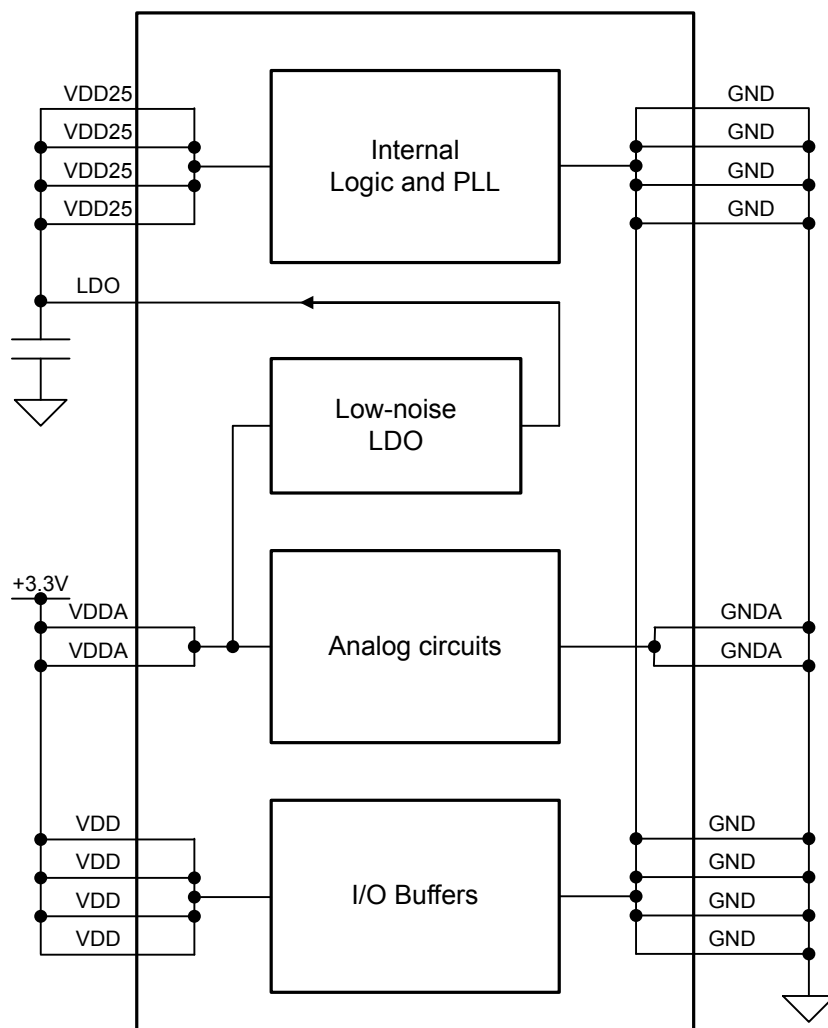 VDD25
VDD25
VDD25
VDD25
Internal
Logic and PLL
GND
GND
GND
GND
LDO
Low-noise
LDO
+3.3V
VDDA
VDDA
Analog circuits
GNDA
GNDA
VDD
VDD
VDD
VDD
I/O Buffers
GND
GND
GND
GND